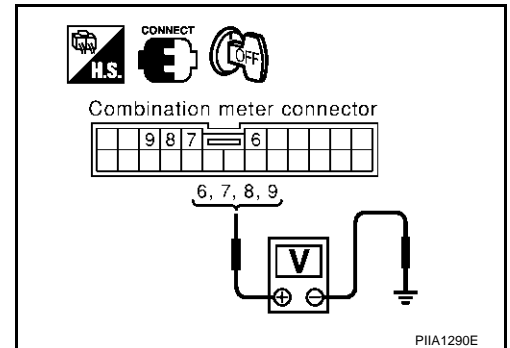 CONNECT
H.S.
OFF
Combination meter connector
9 8 7 6
6, 7, 8, 9
V
+ -
PIIA1290E